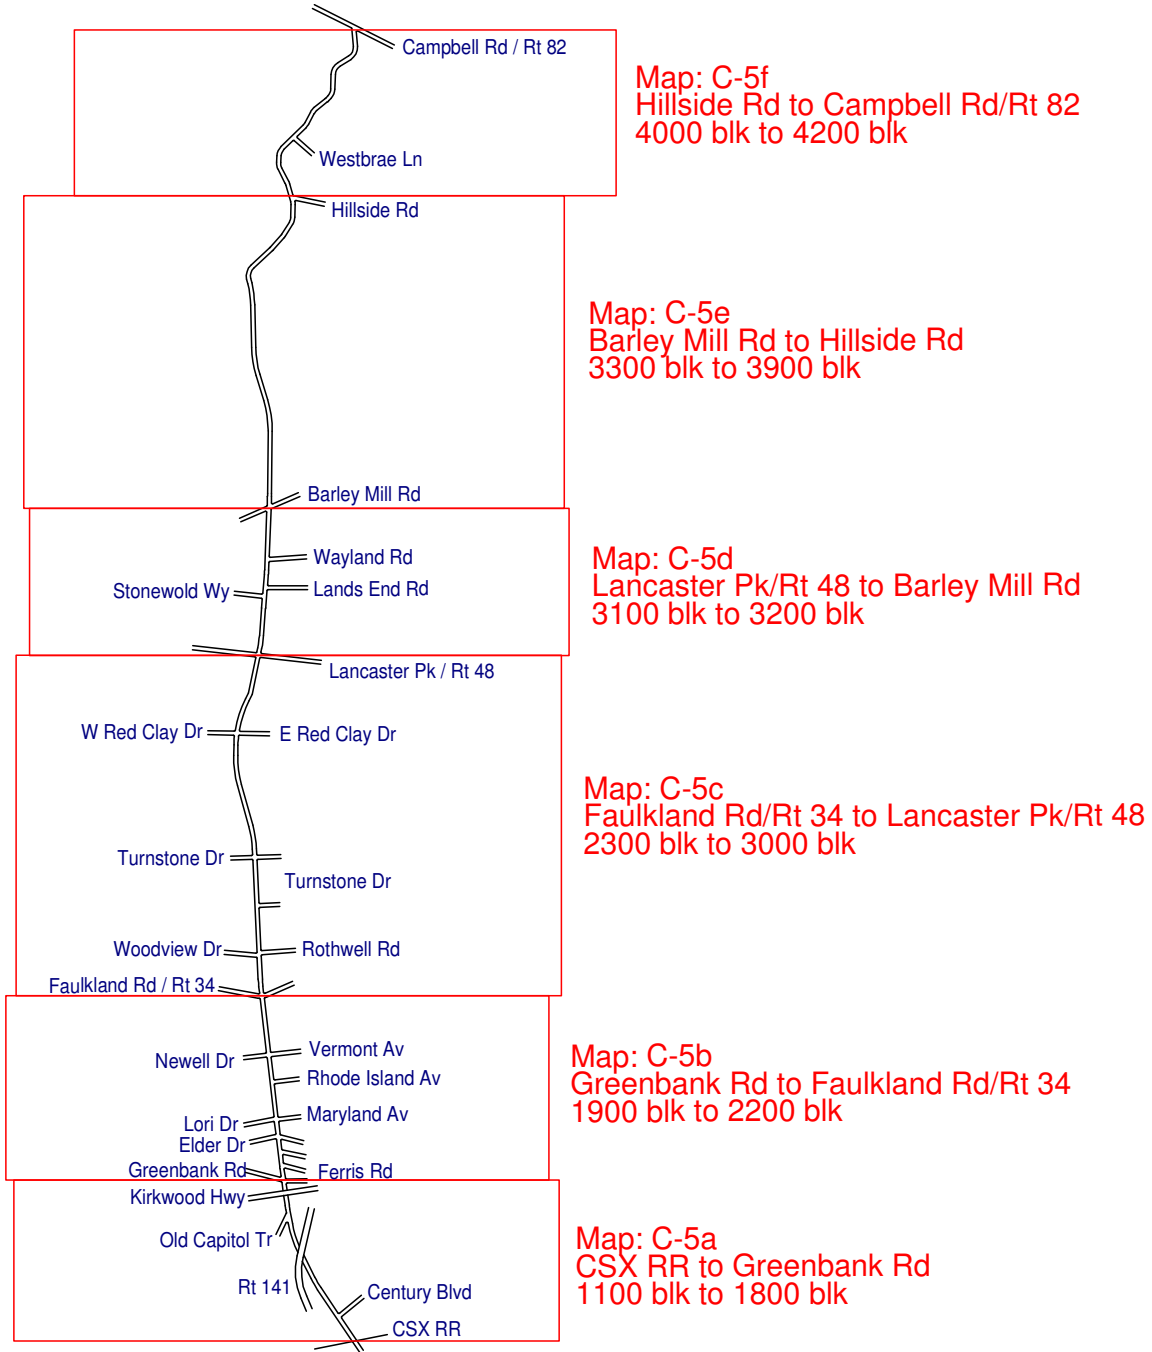 Campbell Rd / Rt 82
Map: C-5f
Hillside Rd to Campbell Rd/Rt 82
4000 blk to 4200 blk
Westbrae Ln
Hillside Rd
Map: C-5e
Barley Mill Rd to Hillside Rd
3300 blk to 3900 blk
Barley Mill Rd
Wayland Rd
Stonewold Wy
Lands End Rd
Map: C-5d
Lancaster Pk/Rt 48 to Barley Mill Rd
3100 blk to 3200 blk
Lancaster Pk / Rt 48
W Red Clay Dr
E Red Clay Dr
Map: C-5c
Faulkland Rd/Rt 34 to Lancaster Pk/Rt 48
2300 blk to 3000 blk
Turnstone Dr
Turnstone Dr
Woodview Dr
Rothwell Rd
Faulkland Rd / Rt 34
Newell Dr
Vermont Av
Rhode Island Av
Map: C-5b
Greenbank Rd to Faulkland Rd/Rt 34
1900 blk to 2200 blk
Lori Dr
Maryland Av
Elder Dr
Greenbank Rd
Ferris Rd
Kirkwood Hwy
Old Capitol Tr
Map: C-5a
CSX RR to Greenbank Rd
1100 blk to 1800 blk
Rt 141
Century Blvd
CSX RR